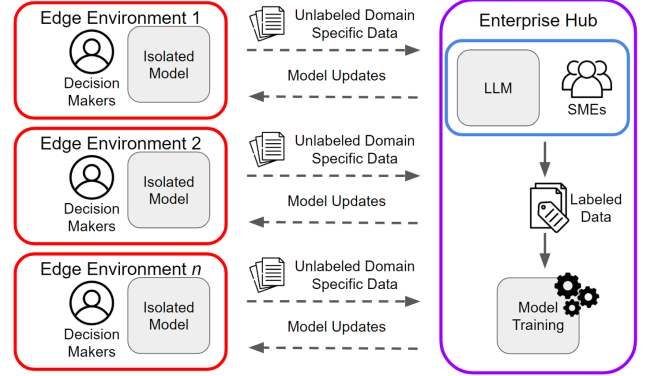 Edge Environment 1
Decision
Makers
Isolated
Model
Unlabeled Domain
Specific Data
Model Updates
Edge Environment 2
Decision
Makers
Isolated
Model
Unlabeled Domain
Specific Data
Model Updates
Edge Environment n
Decision
Makers
Isolated
Model
Unlabeled Domain
Specific Data
Model Updates
Enterprise Hub
LLM
SMEs
Labeled
Data
Model
Training